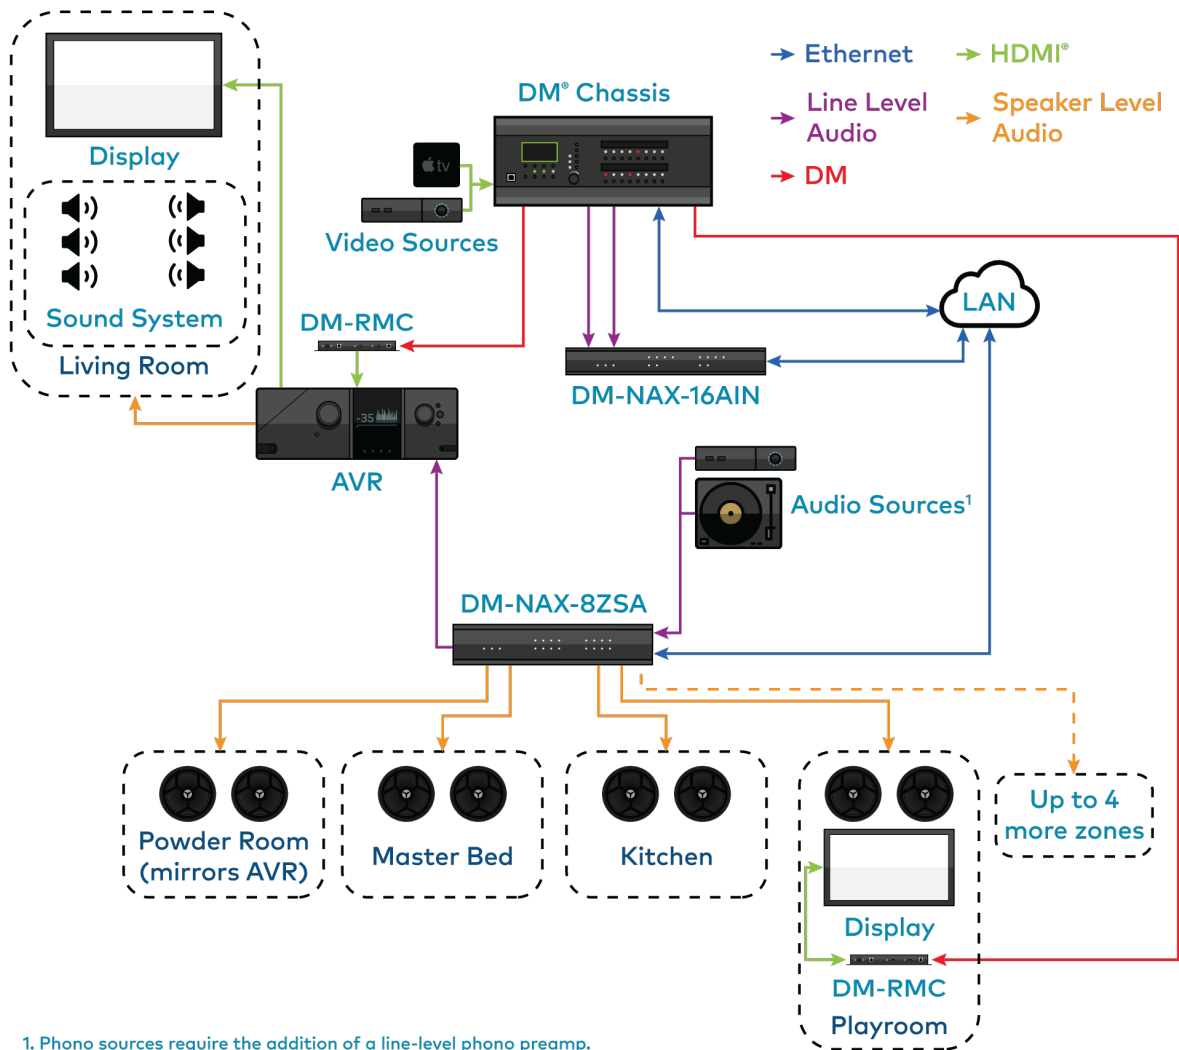 Ethernet
HDMI®
Line Level
Audio
Speaker Level
Audio
DM
DM® Chassis
tv
Video Sources
Display
Sound System
Living Room
DM-RMC
-35
AVR
LAN
DM-NAX-16AIN
Audio Sources¹
DM-NAX-8ZSA
Powder Room
(mirrors AVR)
Master Bed
Kitchen
Display
DM-RMC
Playroom
Up to 4
more zones
1. Phono sources require the addition of a line-level phono preamp.